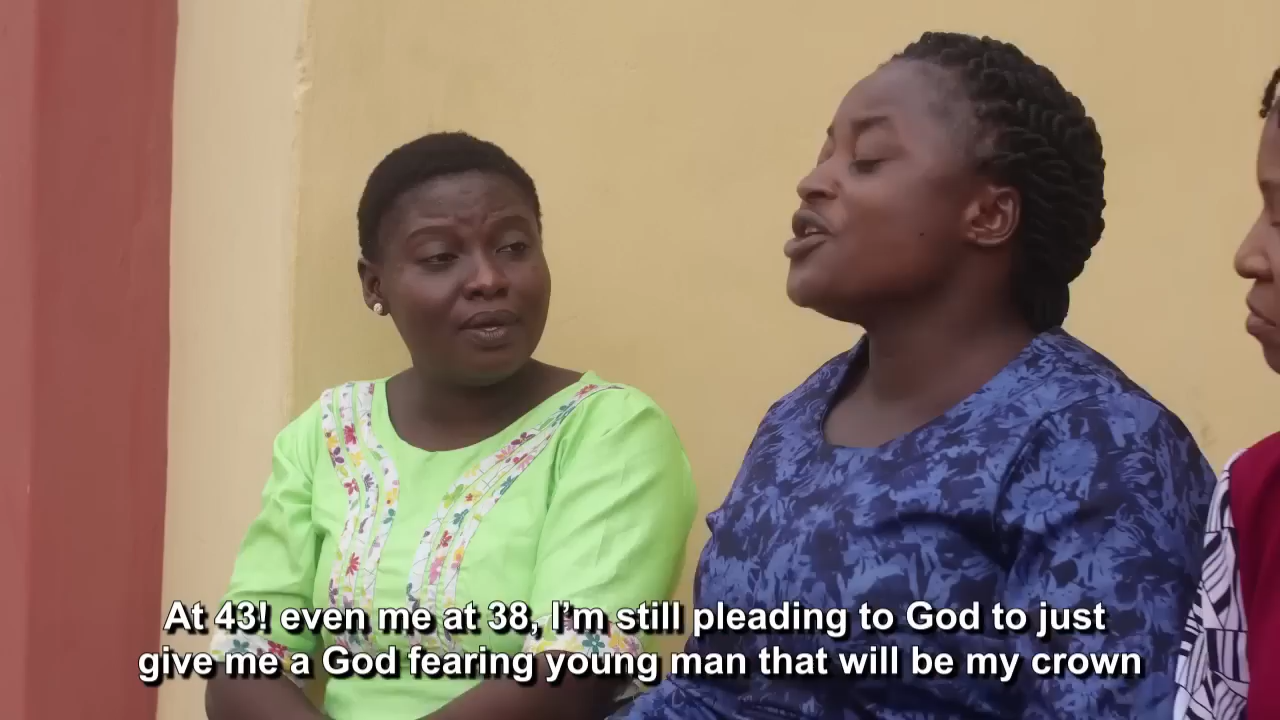 At 43! even me at 38, I'm still pleading to God to just
give me a God fearing young man that will be my crown